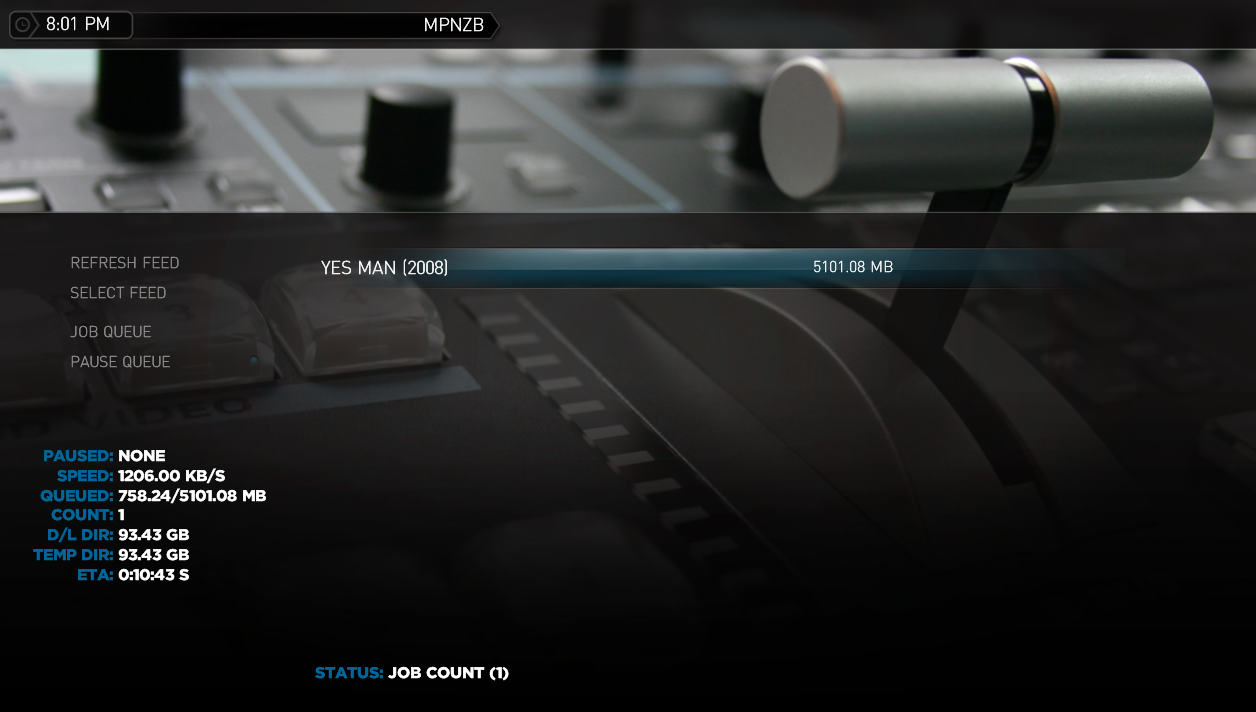 8:01 PM MPNZB
REFRESH FEED
SELECT FEED
JOB QUEUE
PAUSE QUEUE
YES MAN (2008) 5101.08 MB
VIDEO
PAUSED: NONE
SPEED: 1206.00 KB/S
QUEUED: 758.24/5101.08 MB
COUNT: 1
D/L DIR: 93.43 GB
TEMP DIR: 93.43 GB
ETA: 0:10:43 S
STATUS: JOB COUNT (1)